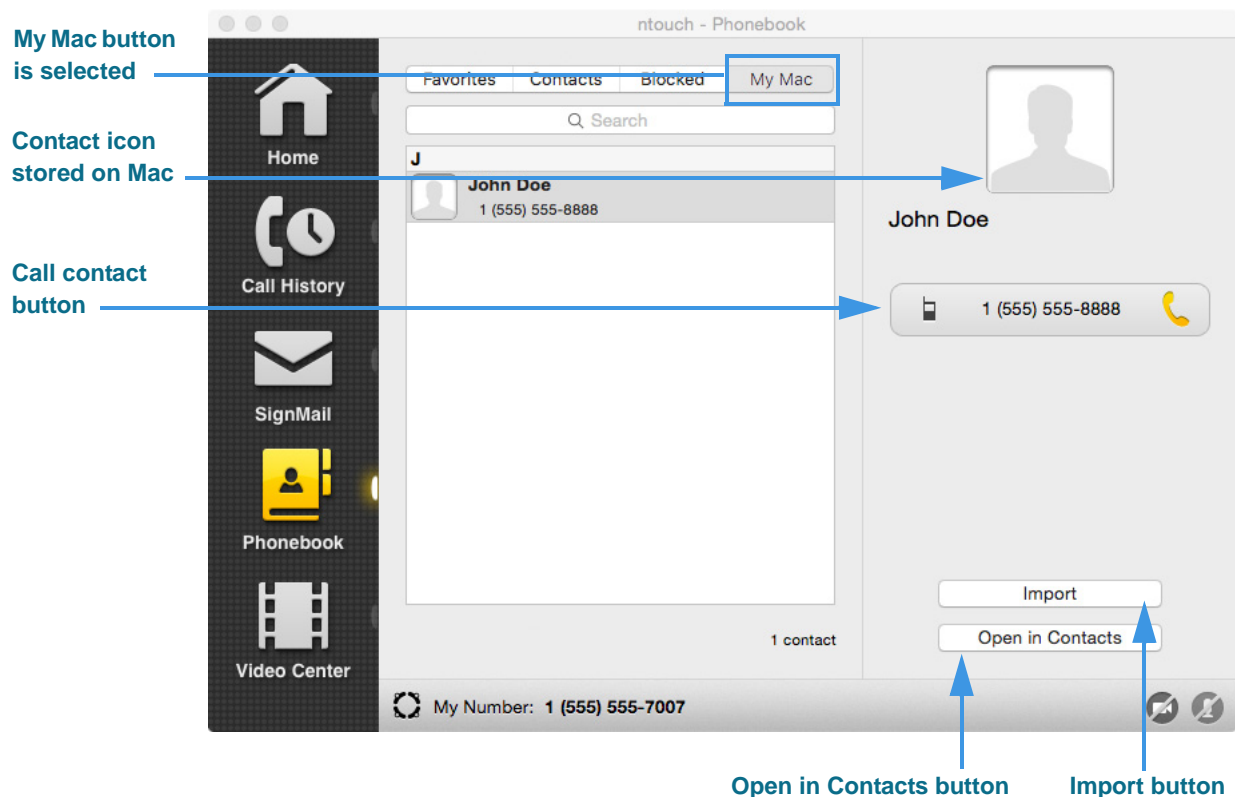 ntouch - Phonebook
My Mac button
is selected
Favorites Contacts Blocked My Mac
Search
Contact icon
stored on Mac
Home
J
John Doe
1 (555) 555-8888
John Doe
Call contact
button
Call History
1 (555) 555-8888
SignMail
Phonebook
Import
1 contact
Open in Contacts
Video Center
My Number: 1 (555) 555-7007
Open in Contacts button
Import button